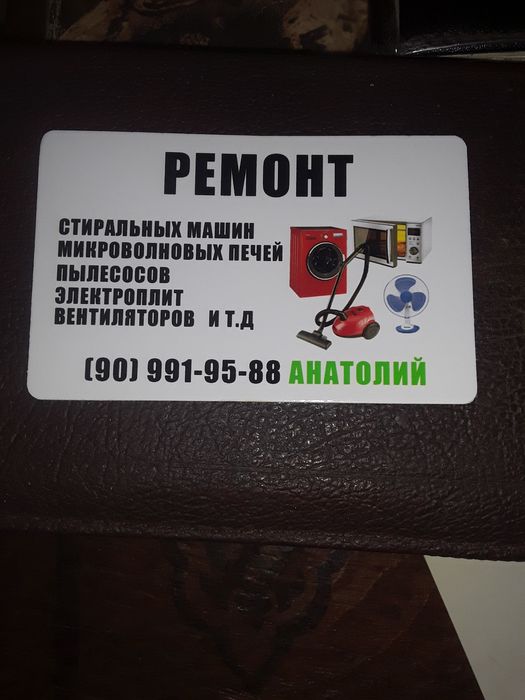 РЕМОНТ
СТИРАЛЬНЫХ МАШИН
МИКРОВОЛНОВЫХ ПЕЧЕЙ
ПЫЛЕСОСОВ
ЭЛЕКТРОПЛИТ
ВЕНТИЛЯТОРОВ И Т.Д
(90) 991-95-88 АНАТОЛИЙ